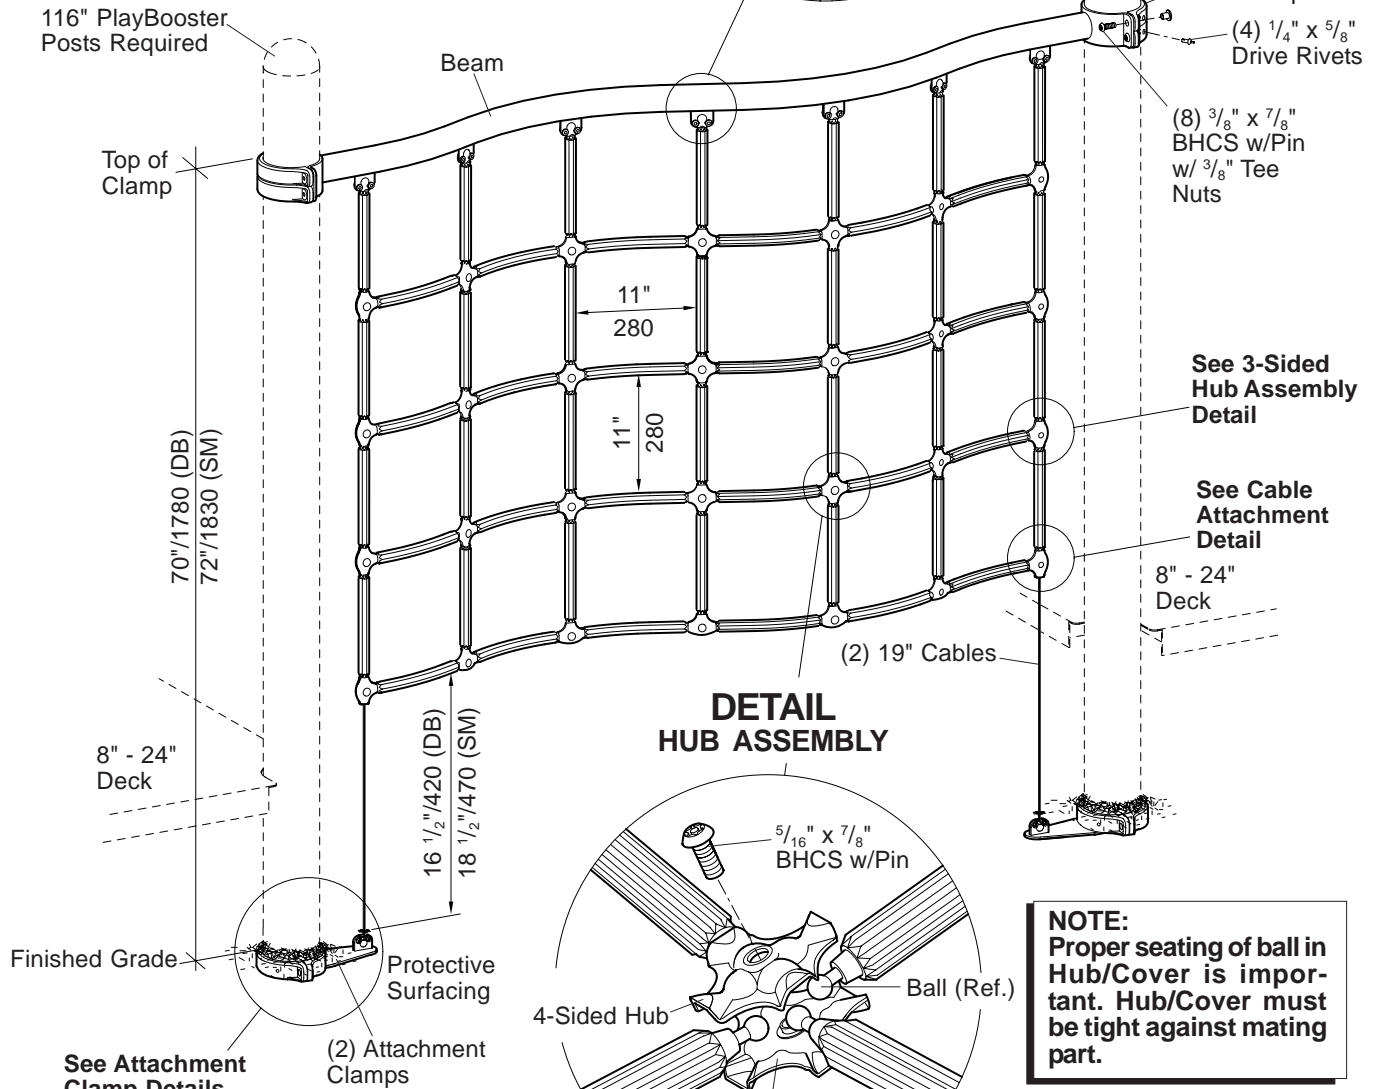 116" PlayBooster
Posts Required
Beam
(4) 1/4" x 5/8"
Drive Rivets
(8) 3/8" x 7/8"
BHCS w/Pin
w/ 3/8" Tee
Nuts
Top of
Clamp
11"
280
11"
280
See 3-Sided
Hub Assembly
Detail
See Cable
Attachment
Detail
8" - 24"
Deck
70"/1780 (DB)
72"/1830 (SM)
(2) 19" Cables
DETAIL
HUB ASSEMBLY
8" - 24"
Deck
16 1/2"/420 (DB)
18 1/2"/470 (SM)
5/16" x 7/8"
BHCS w/Pin
NOTE:
Proper seating of ball in
Hub/Cover is impor-
tant. Hub/Cover must
be tight against mating
part.
Finished Grade
Protective
Surfacing
Ball (Ref.)
4-Sided Hub
(2) Attachment
Clamps
See Attachment
Clamp Details